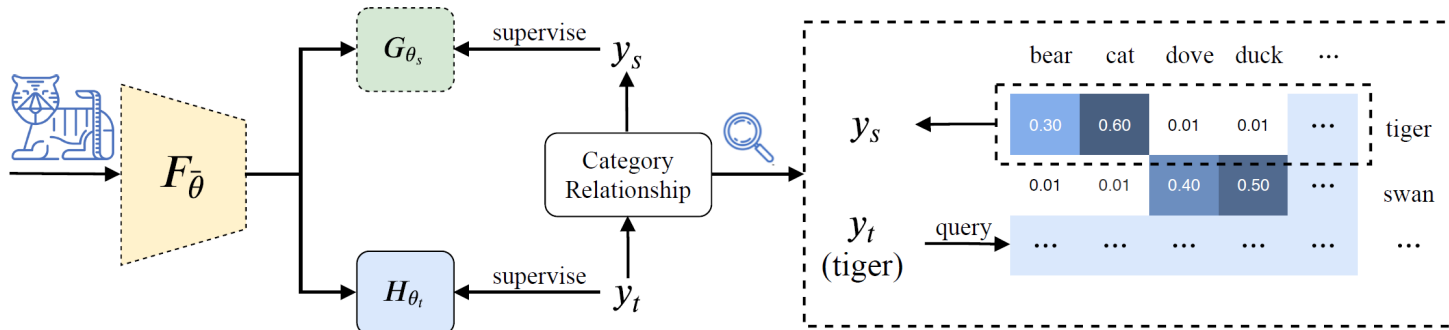 G_{θ_s}
supervise
y_s
F_{\bar{θ}}
Category
Relationship
H_{θ_t}
supervise
y_t
bear cat dove duck ...
y_s 0.30 0.60 0.01 0.01 ... tiger
0.01 0.01 0.40 0.50 ... swan
y_t query ... ... ... ... ... ...
(tiger)